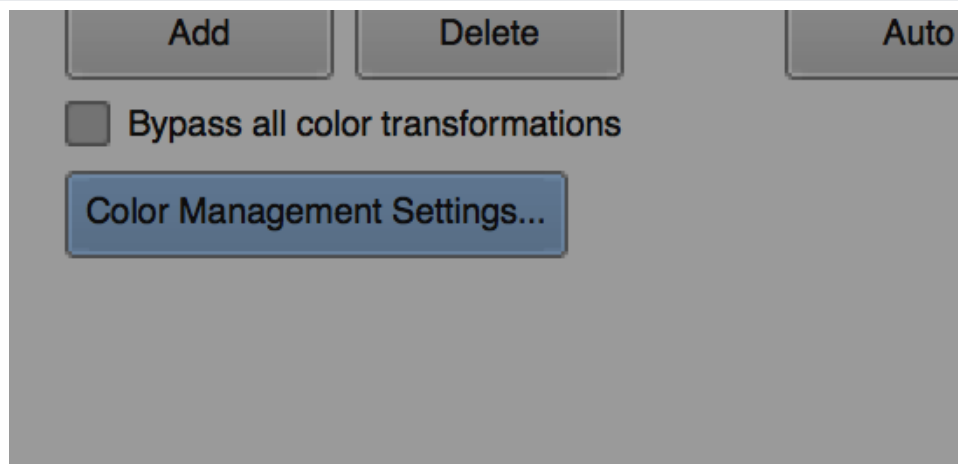 Add Delete Auto
Bypass all color transformations
Color Management Settings...